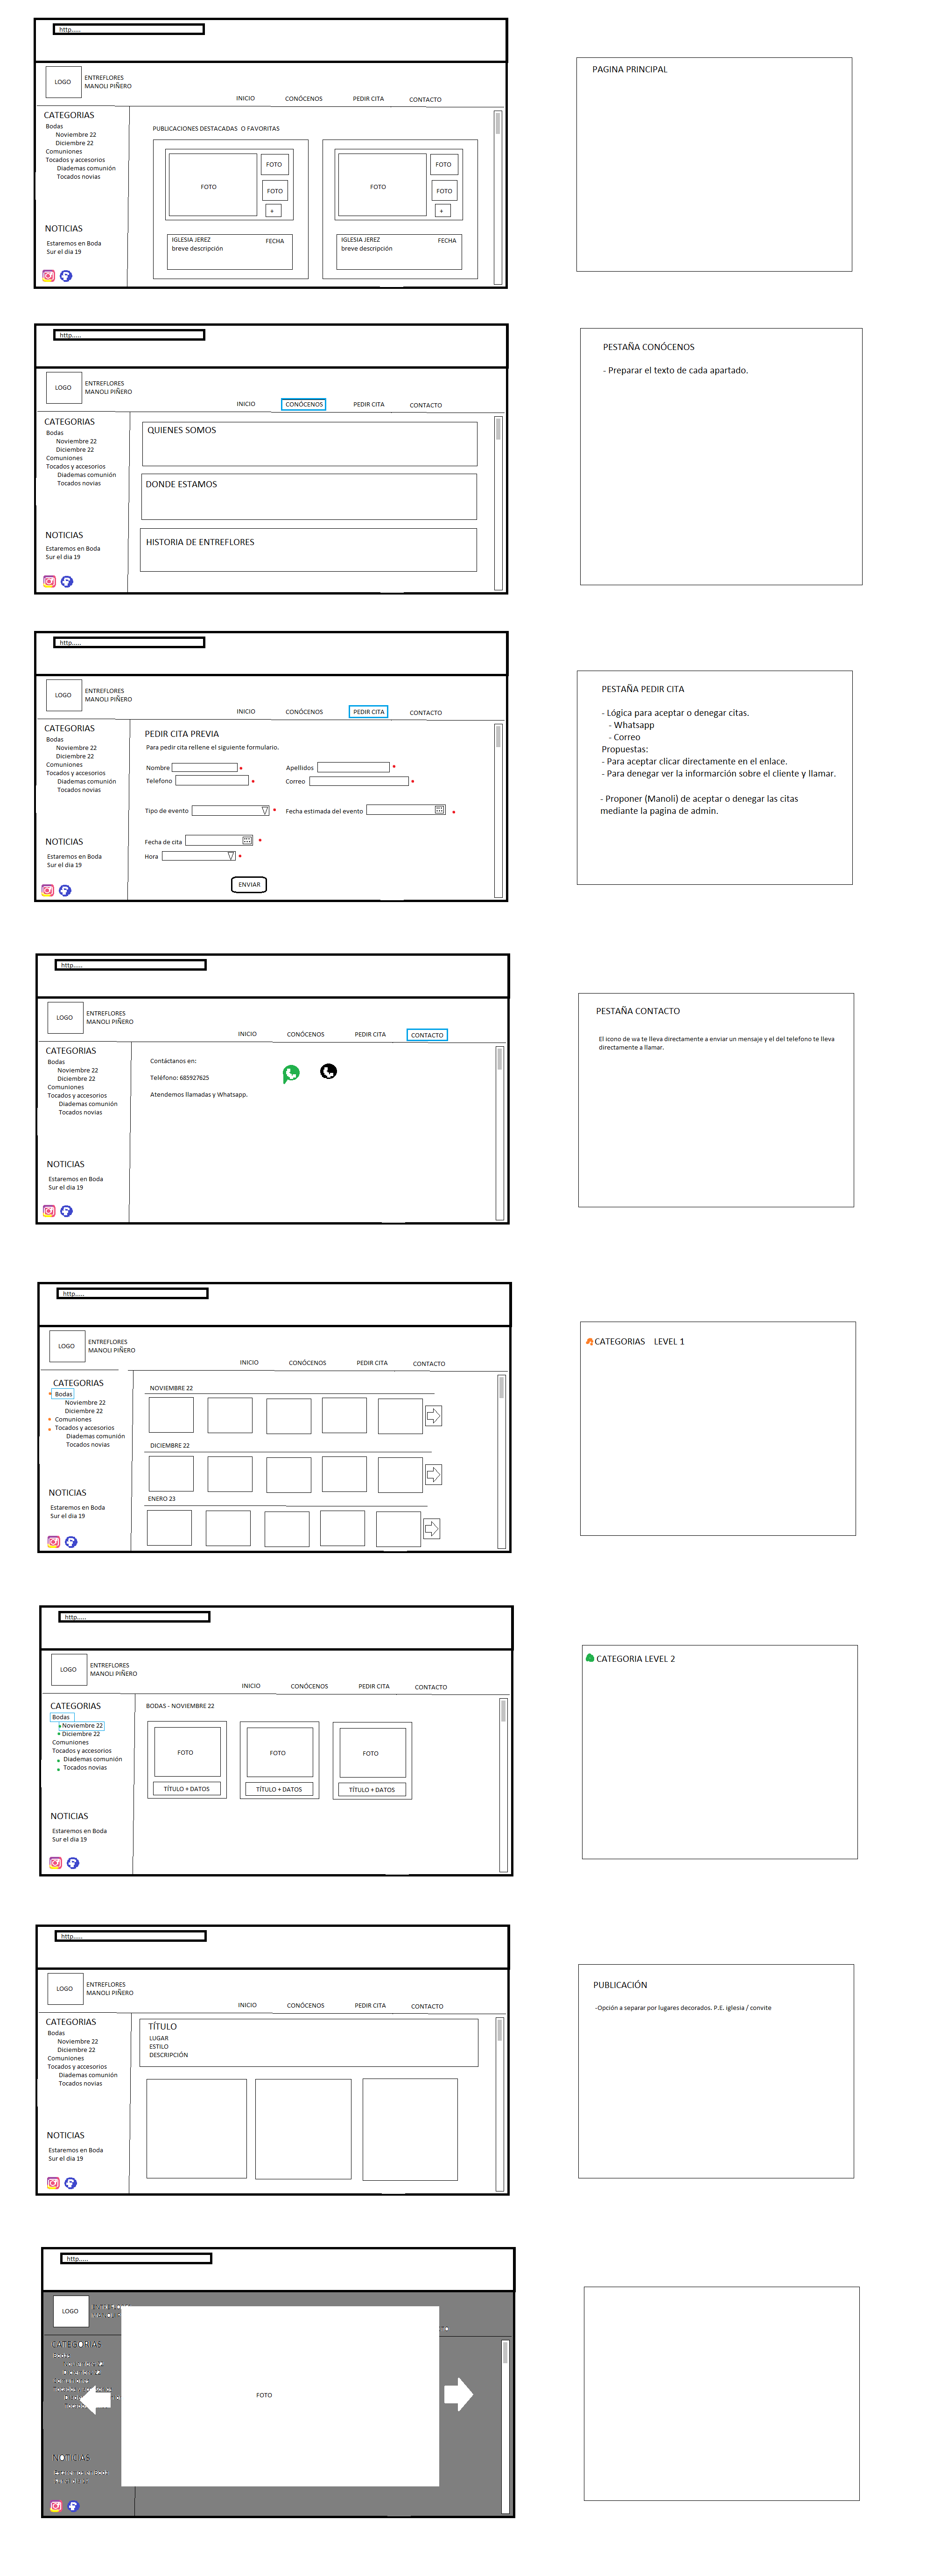 http.....
LOGO
ENTREFLORES
MANOLI PIÑERO
INICIO CONÓCENOS PEDIR CITA CONTACTO
CATEGORIAS
Bodas
Noviembre 22
Diciembre 22
Comuniones
Tocados y accesorios
Diademas comunión
Tocados novias
NOTICIAS
Estaremos en Boda
Sur el dia 19
PUBLICACIONES DESTACADAS O FAVORITAS
FOTO
FOTO
FOTO
+
IGLESIA JEREZ FECHA
breve descripción
FOTO
FOTO
FOTO
+
IGLESIA JEREZ FECHA
breve descripción
PAGINA PRINCIPAL
http.....
LOGO
ENTREFLORES
MANOLI PIÑERO
INICIO CONÓCENOS PEDIR CITA CONTACTO
CATEGORIAS
Bodas
Noviembre 22
Diciembre 22
Comuniones
Tocados y accesorios
Diademas comunión
Tocados novias
NOTICIAS
Estaremos en Boda
Sur el dia 19
QUIENES SOMOS
DONDE ESTAMOS
HISTORIA DE ENTREFLORES
PESTAÑA CONÓCENOS
- Preparar el texto de cada apartado.
http.....
LOGO
ENTREFLORES
MANOLI PIÑERO
INICIO CONÓCENOS PEDIR CITA CONTACTO
CATEGORIAS
Bodas
Noviembre 22
Diciembre 22
Comuniones
Tocados y accesorios
Diademas comunión
Tocados novias
NOTICIAS
Estaremos en Boda
Sur el dia 19
PEDIR CITA PREVIA
Para pedir cita rellene el siguiente formulario.
Nombre Apellidos
Telefono Correo
Tipo de evento Fecha estimada del evento
Fecha de cita
Hora
ENVIAR
PESTAÑA PEDIR CITA
- Lógica para aceptar o denegar citas.
- Whatsapp
- Correo
Propuestas:
- Para aceptar clicar directamente en el enlace.
- Para denegar ver la informarción sobre el cliente y llamar.
- Proponer (Manoli) de aceptar o denegar las citas
mediante la pagina de admin.
http.....
LOGO
ENTREFLORES
MANOLI PIÑERO
INICIO CONÓCENOS PEDIR CITA CONTACTO
CATEGORIAS
Bodas
Noviembre 22
Diciembre 22
Comuniones
Tocados y accesorios
Diademas comunión
Tocados novias
NOTICIAS
Estaremos en Boda
Sur el dia 19
Contáctanos en:
Teléfono: 685927625
Atendemos llamadas y Whatsapp.
PESTAÑA CONTACTO
El icono de wa te lleva directamente a enviar un mensaje y el del telefono te lleva
directamente a llamar.
http.....
LOGO
ENTREFLORES
MANOLI PIÑERO
INICIO CONÓCENOS PEDIR CITA CONTACTO
CATEGORIAS
Bodas
Noviembre 22
Diciembre 22
Comuniones
Tocados y accesorios
Diademas comunión
Tocados novias
NOTICIAS
Estaremos en Boda
Sur el dia 19
NOVIEMBRE 22
DICIEMBRE 22
ENERO 23
CATEGORIAS LEVEL 1
http.....
LOGO
ENTREFLORES
MANOLI PIÑERO
INICIO CONÓCENOS PEDIR CITA CONTACTO
CATEGORIAS
Bodas
Noviembre 22
Diciembre 22
Comuniones
Tocados y accesorios
Diademas comunión
Tocados novias
NOTICIAS
Estaremos en Boda
Sur el dia 19
BODAS - NOVIEMBRE 22
FOTO FOTO FOTO
TÍTULO + DATOS TÍTULO + DATOS TÍTULO + DATOS
CATEGORIA LEVEL 2
http.....
LOGO
ENTREFLORES
MANOLI PIÑERO
INICIO CONÓCENOS PEDIR CITA CONTACTO
CATEGORIAS
Bodas
Noviembre 22
Diciembre 22
Comuniones
Tocados y accesorios
Diademas comunión
Tocados novias
NOTICIAS
Estaremos en Boda
Sur el dia 19
TÍTULO
LUGAR
ESTILO
DESCRIPCIÓN
PUBLICACIÓN
-Opción a separar por lugares decorados. P.E. iglesia / convite
http.....
LOGO
CATEGORIAS
NOTICIAS
FOTO